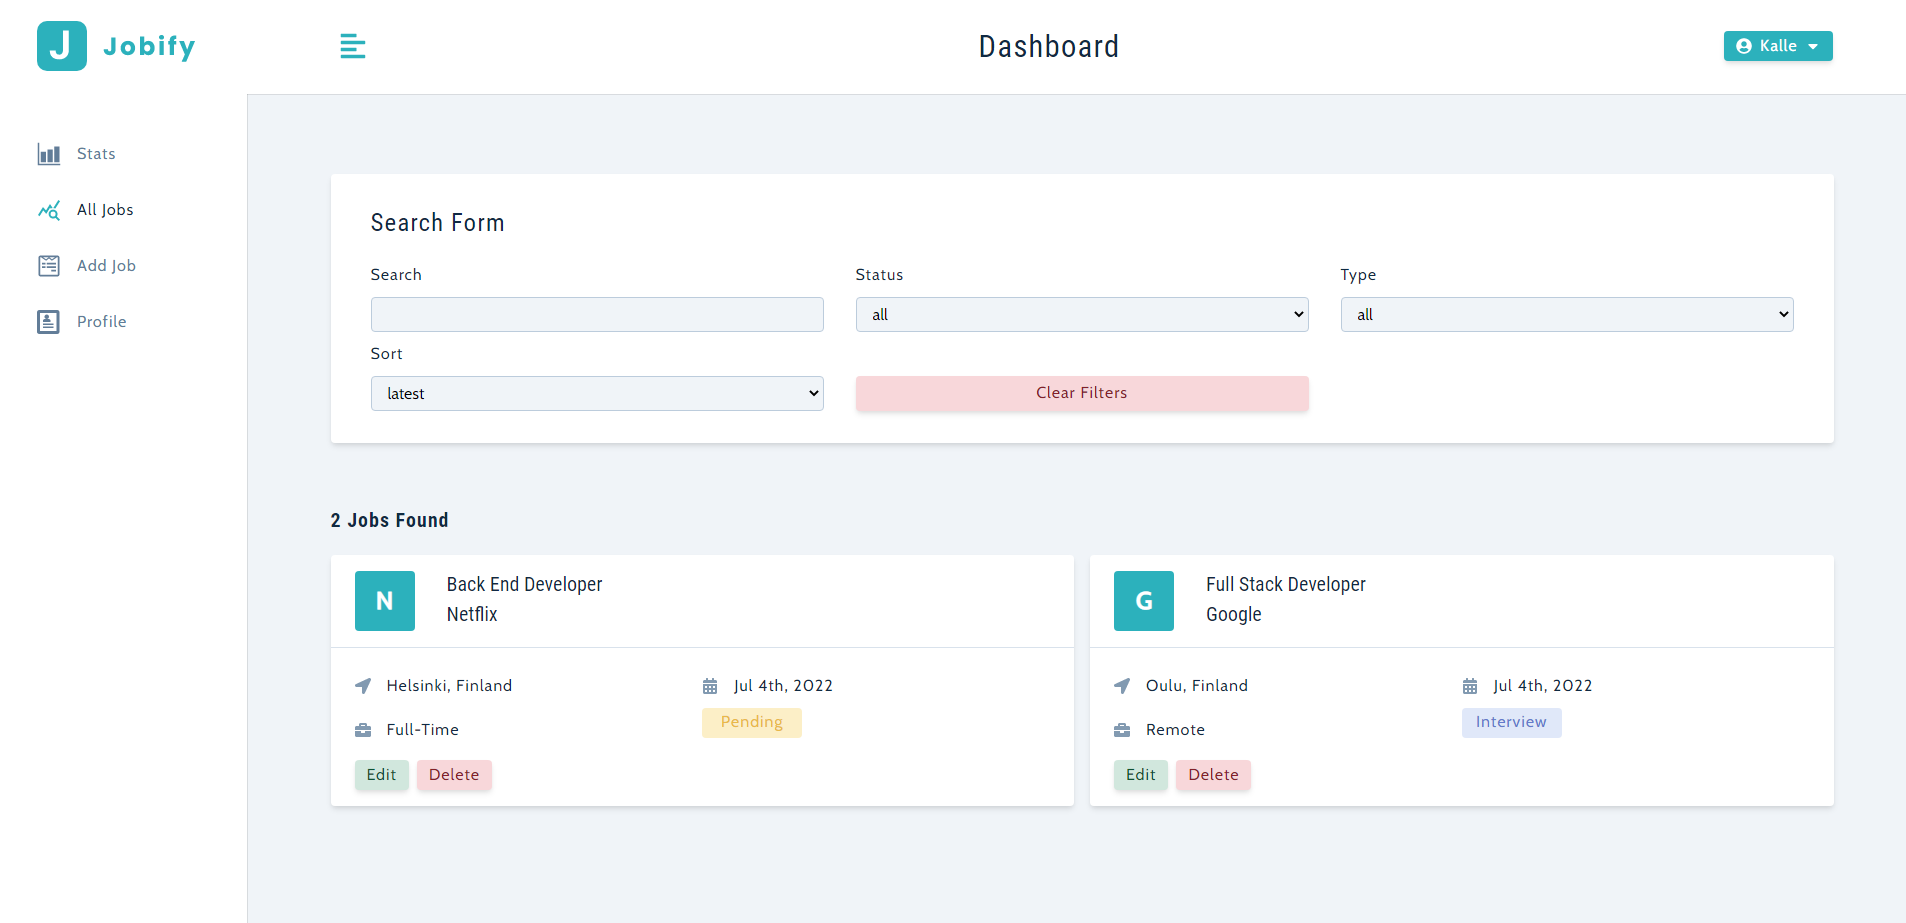 J Jobify
Dashboard
Kalle
Stats
All Jobs
Add Job
Profile
Search Form
Search
Status
Type
all
all
Sort
latest
Clear Filters
2 Jobs Found
N
Back End Developer
Netflix
Helsinki, Finland
Jul 4th, 2022
Full-Time
Pending
Edit
Delete
G
Full Stack Developer
Google
Oulu, Finland
Jul 4th, 2022
Remote
Interview
Edit
Delete